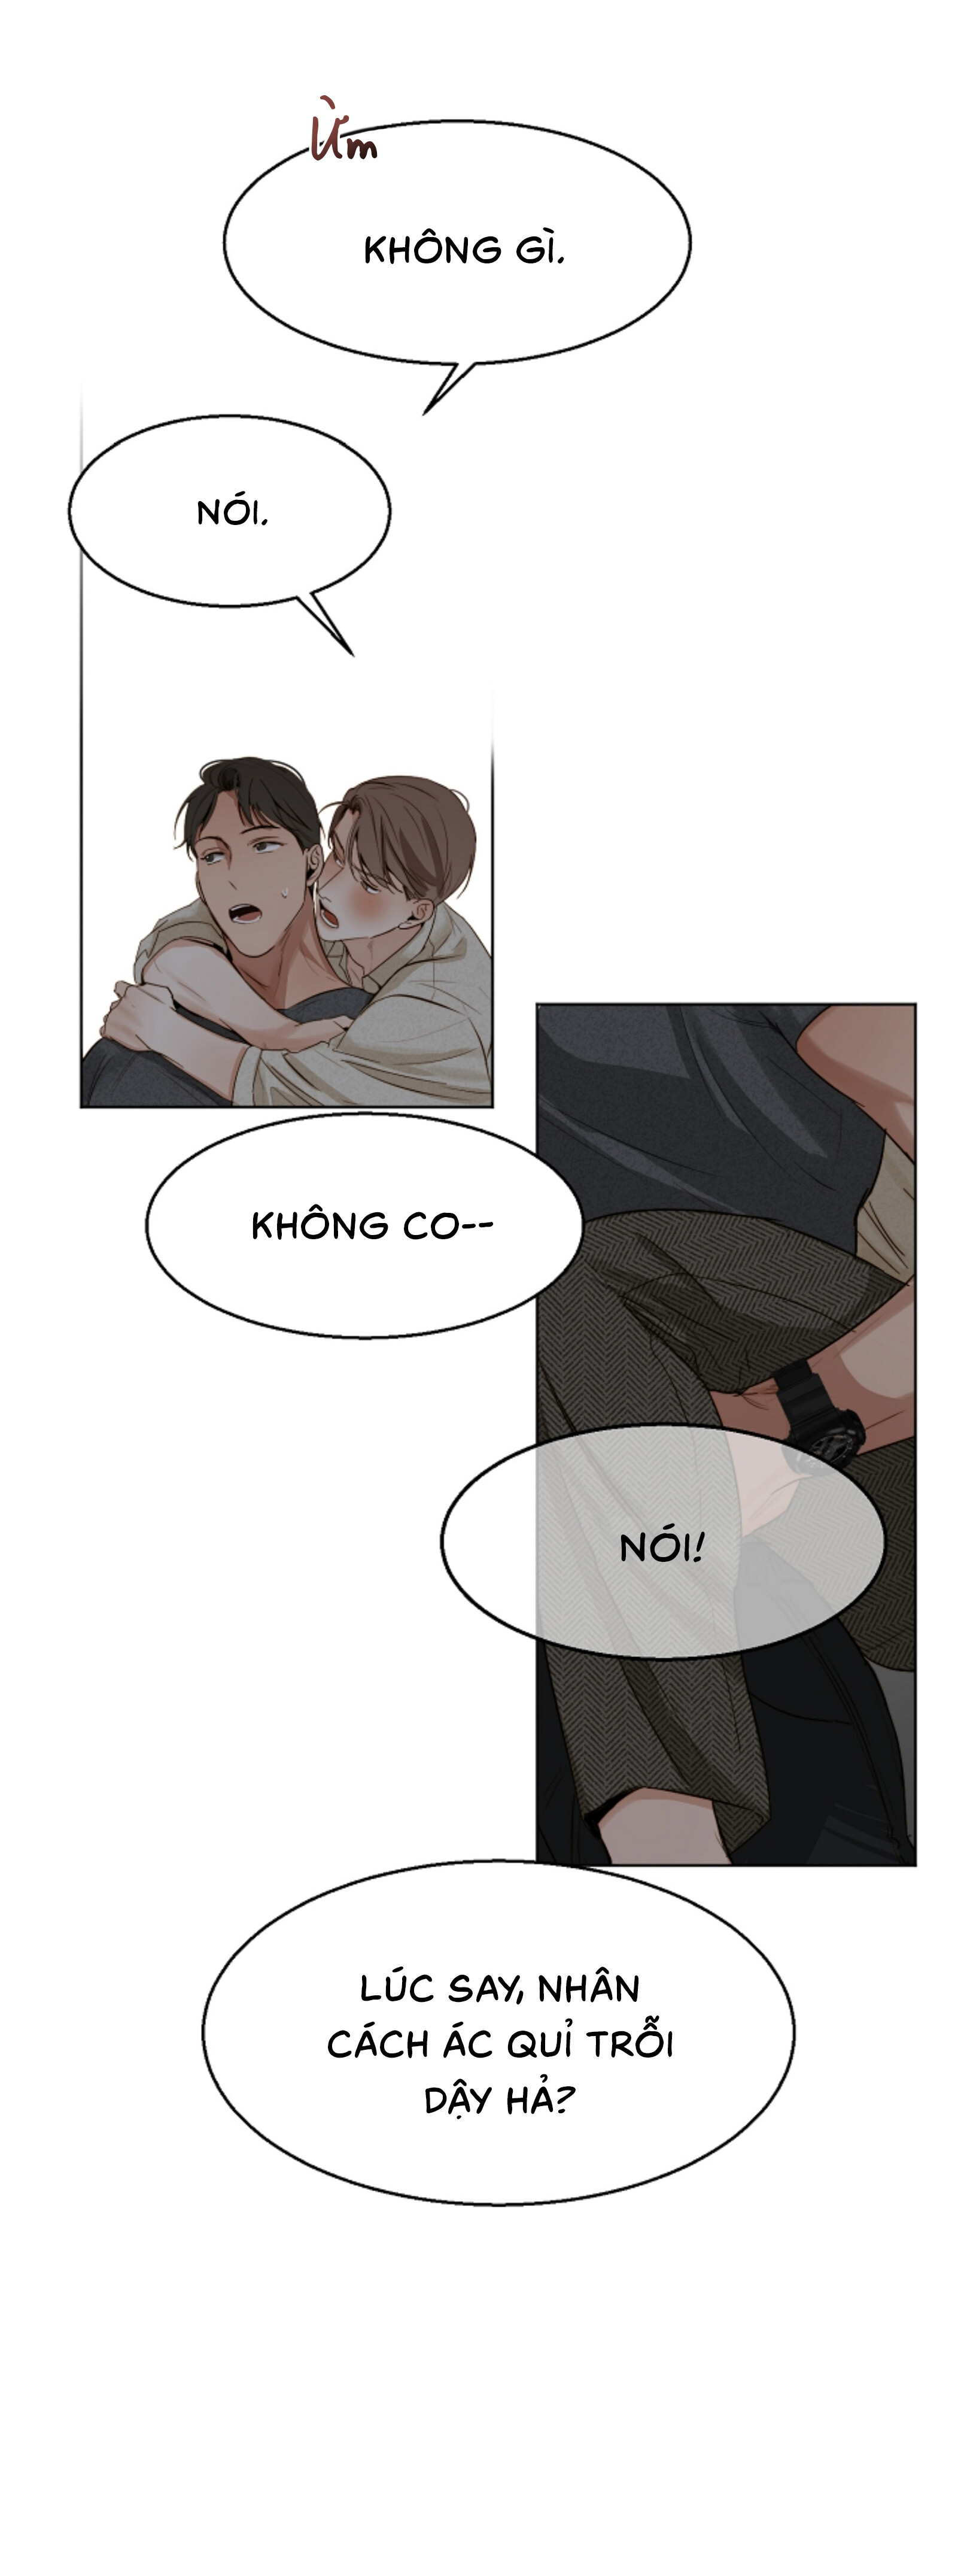 Ừm
KHÔNG GÌ.
NÓI.
KHÔNG CO--
NÓI!
LÚC SAY, NHÂN
CÁCH ÁC QUỈ TRỖI
DẬY HẢ?